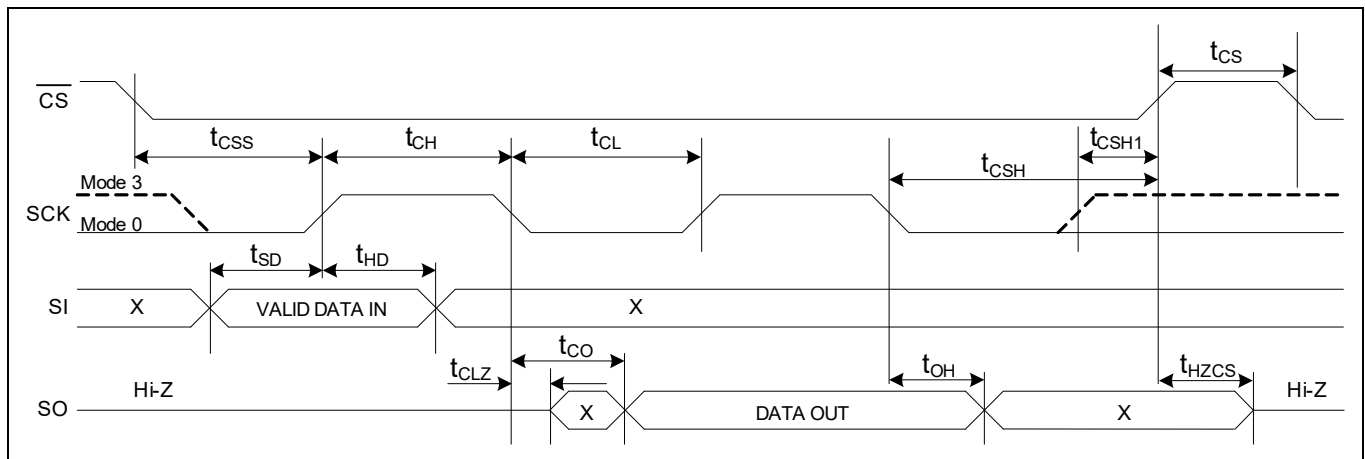 tCS
CS
tCSS
tCH
tCL
tCSH1
tCSH
Mode 3
SCK
Mode 0
tSD
tHD
SI
X
VALID DATA IN
X
tCO
tCLZ
tOH
tHZCS
Hi-Z
Hi-Z
SO
X
DATA OUT
X